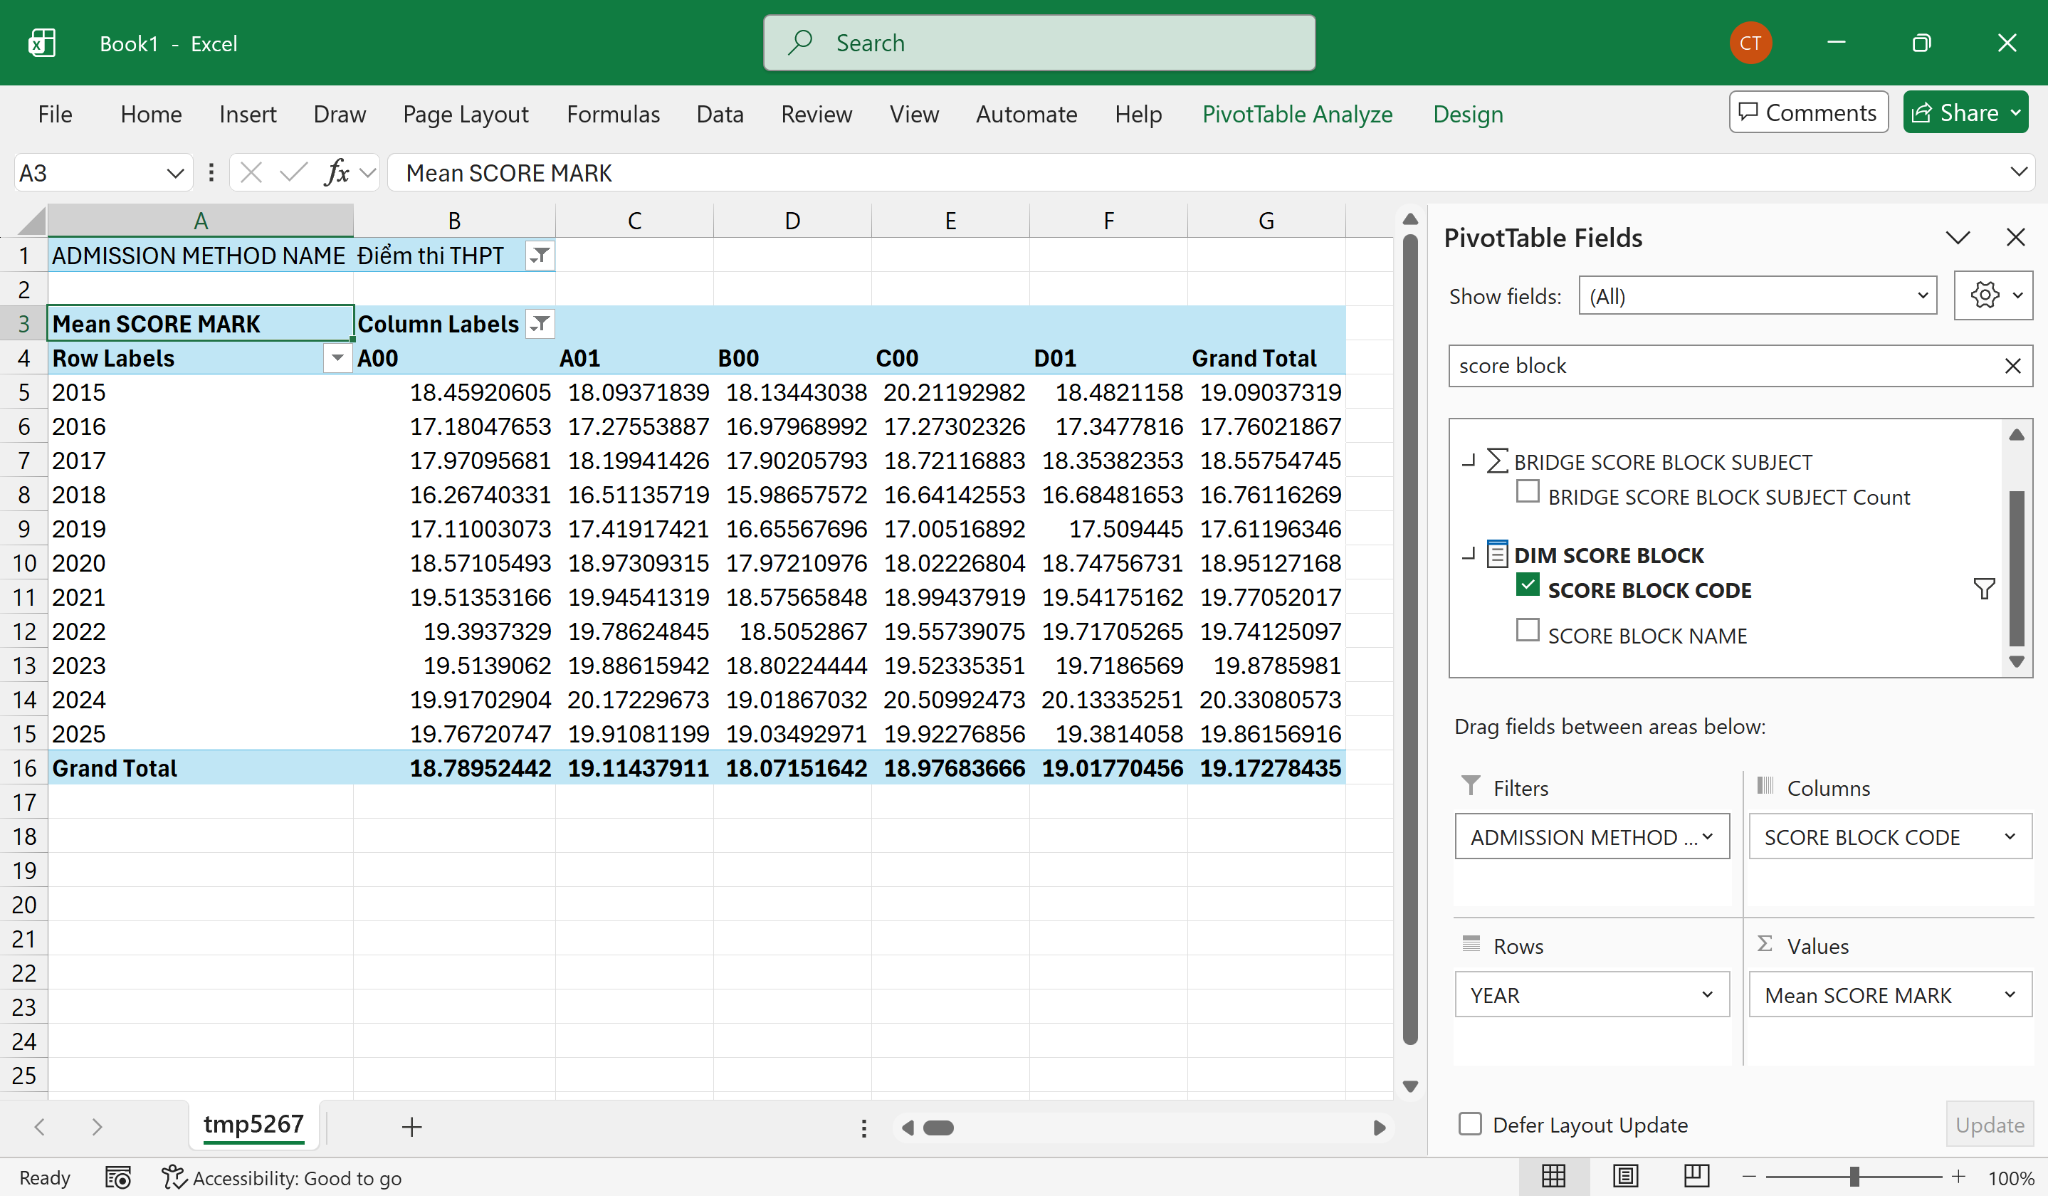 Book1 - Excel
Search
CT
File Home Insert Draw Page Layout Formulas Data Review View Automate Help PivotTable Analyze Design Comments Share
A3 fx Mean SCORE MARK
A B C D E F G
1 ADMISSION METHOD NAME Điểm thi THPT
2
3 Mean SCORE MARK Column Labels
4 Row Labels A00 A01 B00 C00 D01 Grand Total
5 2015 18.45920605 18.09371839 18.13443038 20.21192982 18.4821158 19.09037319
6 2016 17.18047653 17.27553887 16.97968992 17.27302326 17.3477816 17.76021867
7 2017 17.97095681 18.19941426 17.90205793 18.72116883 18.35382353 18.55754745
8 2018 16.26740331 16.51135719 15.98657572 16.64142553 16.68481653 16.76116269
9 2019 17.11003073 17.41917421 16.65567696 17.00516892 17.509445 17.61196346
10 2020 18.57105493 18.97309315 17.97210976 18.02226804 18.74756731 18.95127168
11 2021 19.51353166 19.94541319 18.57565848 18.99437919 19.54175162 19.77052017
12 2022 19.3937329 19.78624845 18.5052867 19.55739075 19.71705265 19.74125097
13 2023 19.5139062 19.88615942 18.80224444 19.52335351 19.7186569 19.8785981
14 2024 19.91702904 20.17229673 19.01867032 20.50992473 20.13335251 20.33080573
15 2025 19.76720747 19.91081199 19.03492971 19.92276856 19.3814058 19.86156916
16 Grand Total 18.78952442 19.11437911 18.07151642 18.97683666 19.01770456 19.17278435
17
18
19
20
21
22
23
24
25
PivotTable Fields
Show fields: (All)
score block
Σ BRIDGE SCORE BLOCK SUBJECT
BRIDGE SCORE BLOCK SUBJECT Count
DIM SCORE BLOCK
SCORE BLOCK CODE
SCORE BLOCK NAME
Drag fields between areas below:
Filters Columns
ADMISSION METHOD ... SCORE BLOCK CODE
Rows Σ Values
YEAR Mean SCORE MARK
Defer Layout Update Update
tmp5267
Ready Accessibility: Good to go 100%